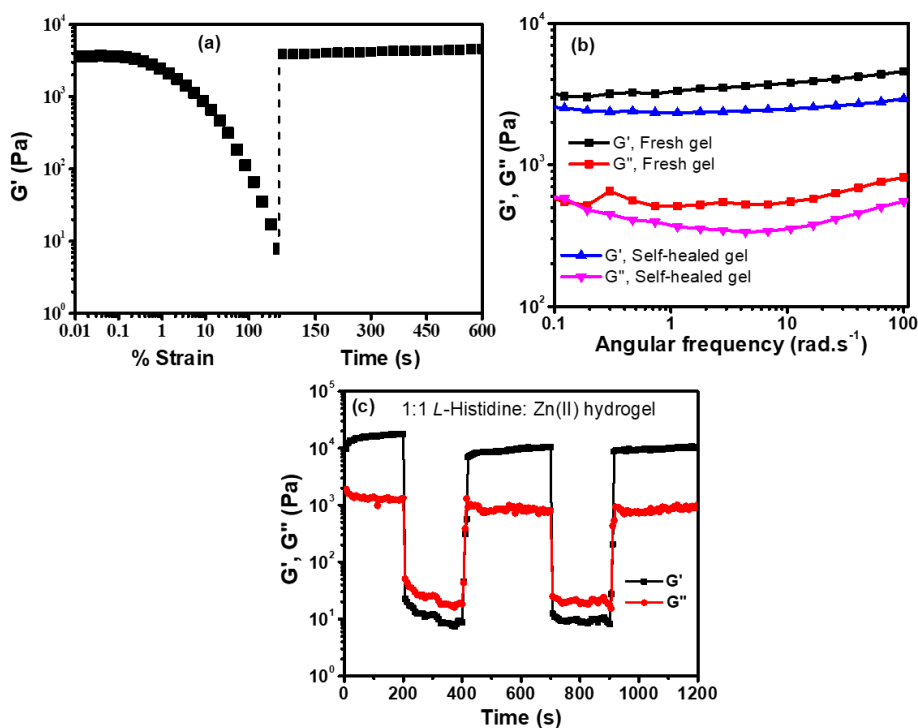 (a)
G' (Pa)
10⁴
10³
10²
10¹
10⁰
0.01 0.1 1 10 100 150 300 450 600
% Strain Time (s)
(b)
G', G" (Pa)
10⁴
10³
10²
G', Fresh gel
G", Fresh gel
G', Self-healed gel
G", Self-healed gel
0.1 1 10 100
Angular frequency (rad.s⁻¹)
(c) 1:1 L-Histidine: Zn(II) hydrogel
G', G" (Pa)
10⁵
10⁴
10³
10²
10¹
10⁰
G'
G"
0 200 400 600 800 1000 1200
Time (s)